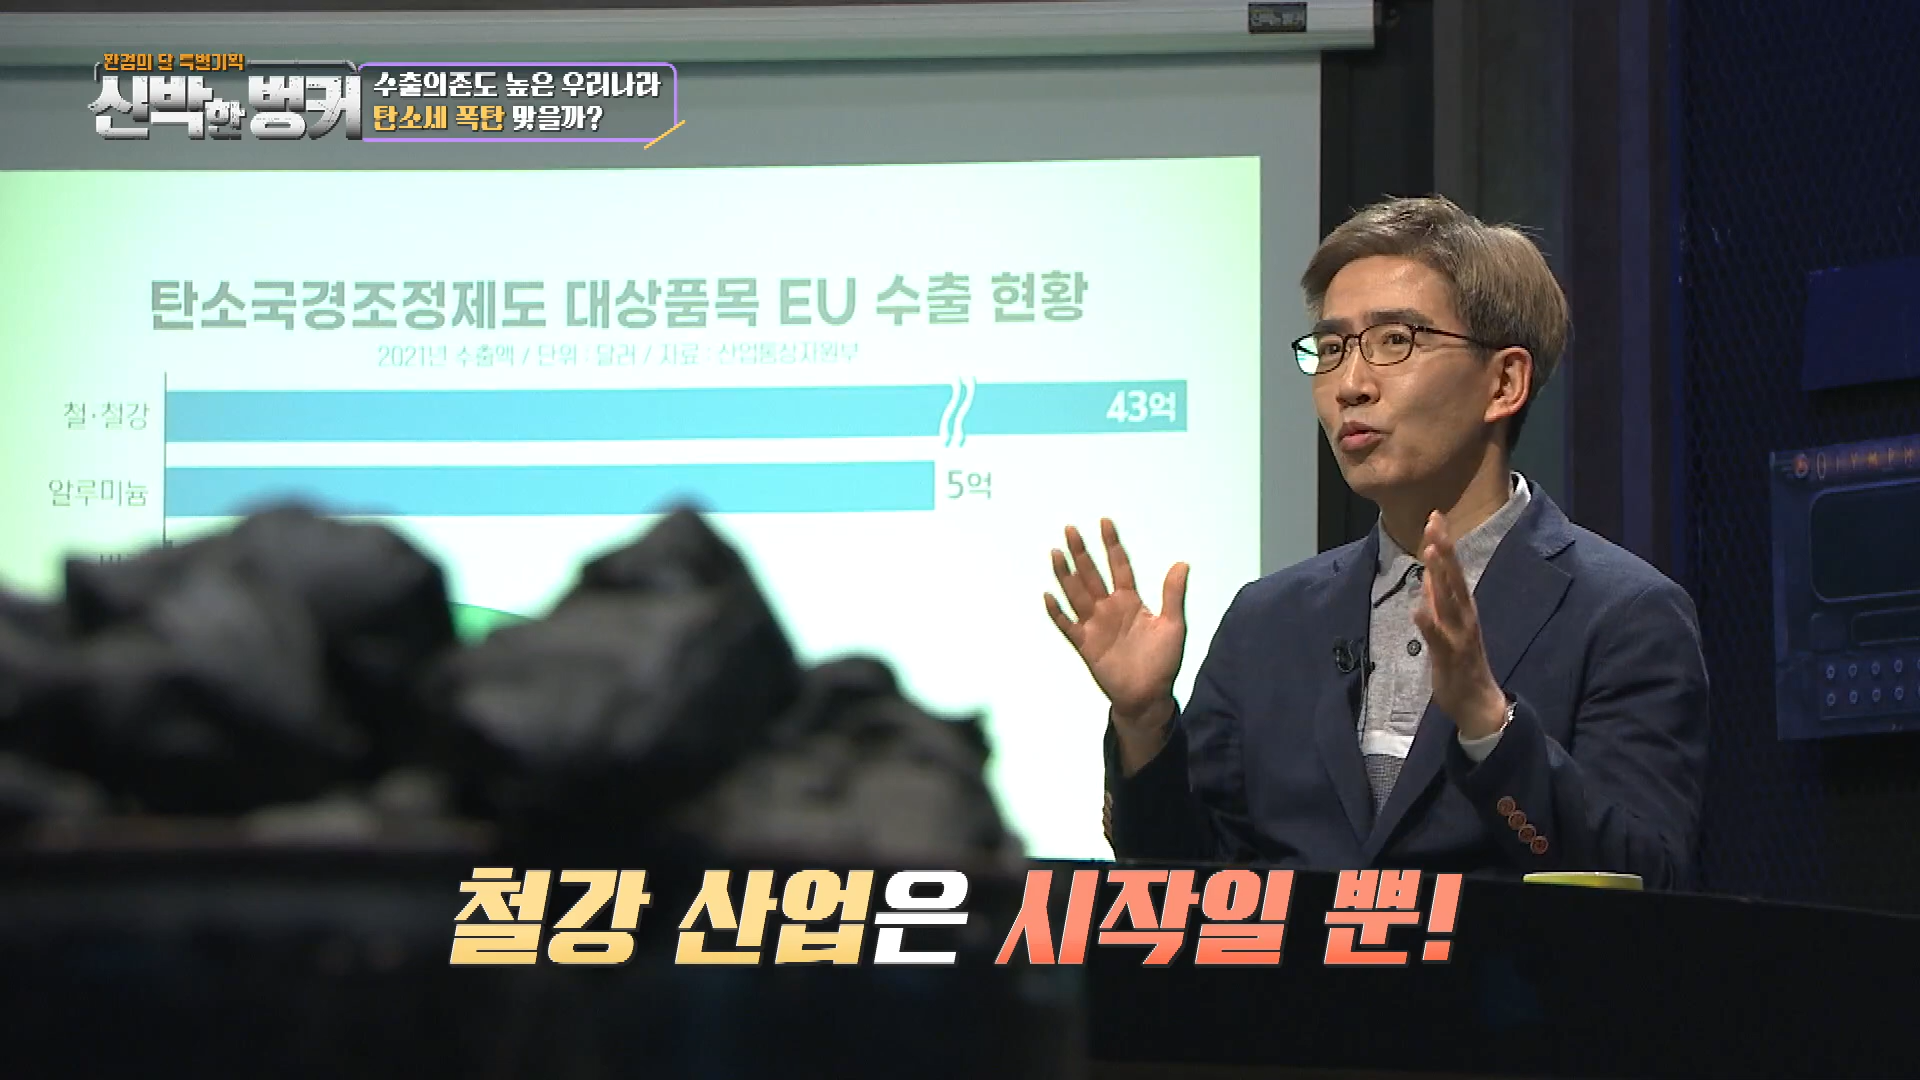 환경의 달 특별기획
신박한 벙커
수출의존도 높은 우리나라
탄소세 폭탄 맞을까?
탄소국경조정제도 대상품목 EU 수출 현황
2021년 수출액 / 단위 : 달러 / 자료 : 산업통상자원부
철·철강
43억
알루미늄
5억
철강 산업은 시작일 뿐!